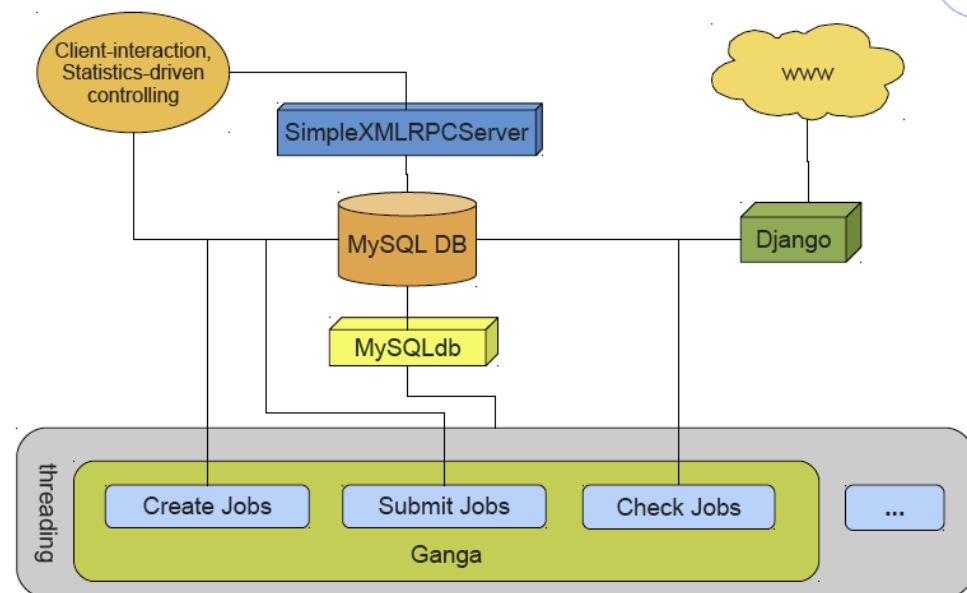 Client-interaction,
Statistics-driven
controlling
www
SimpleXMLRPCServer
MySQL DB
Django
MySQLdb
threading
Create Jobs
Submit Jobs
Check Jobs
...
Ganga